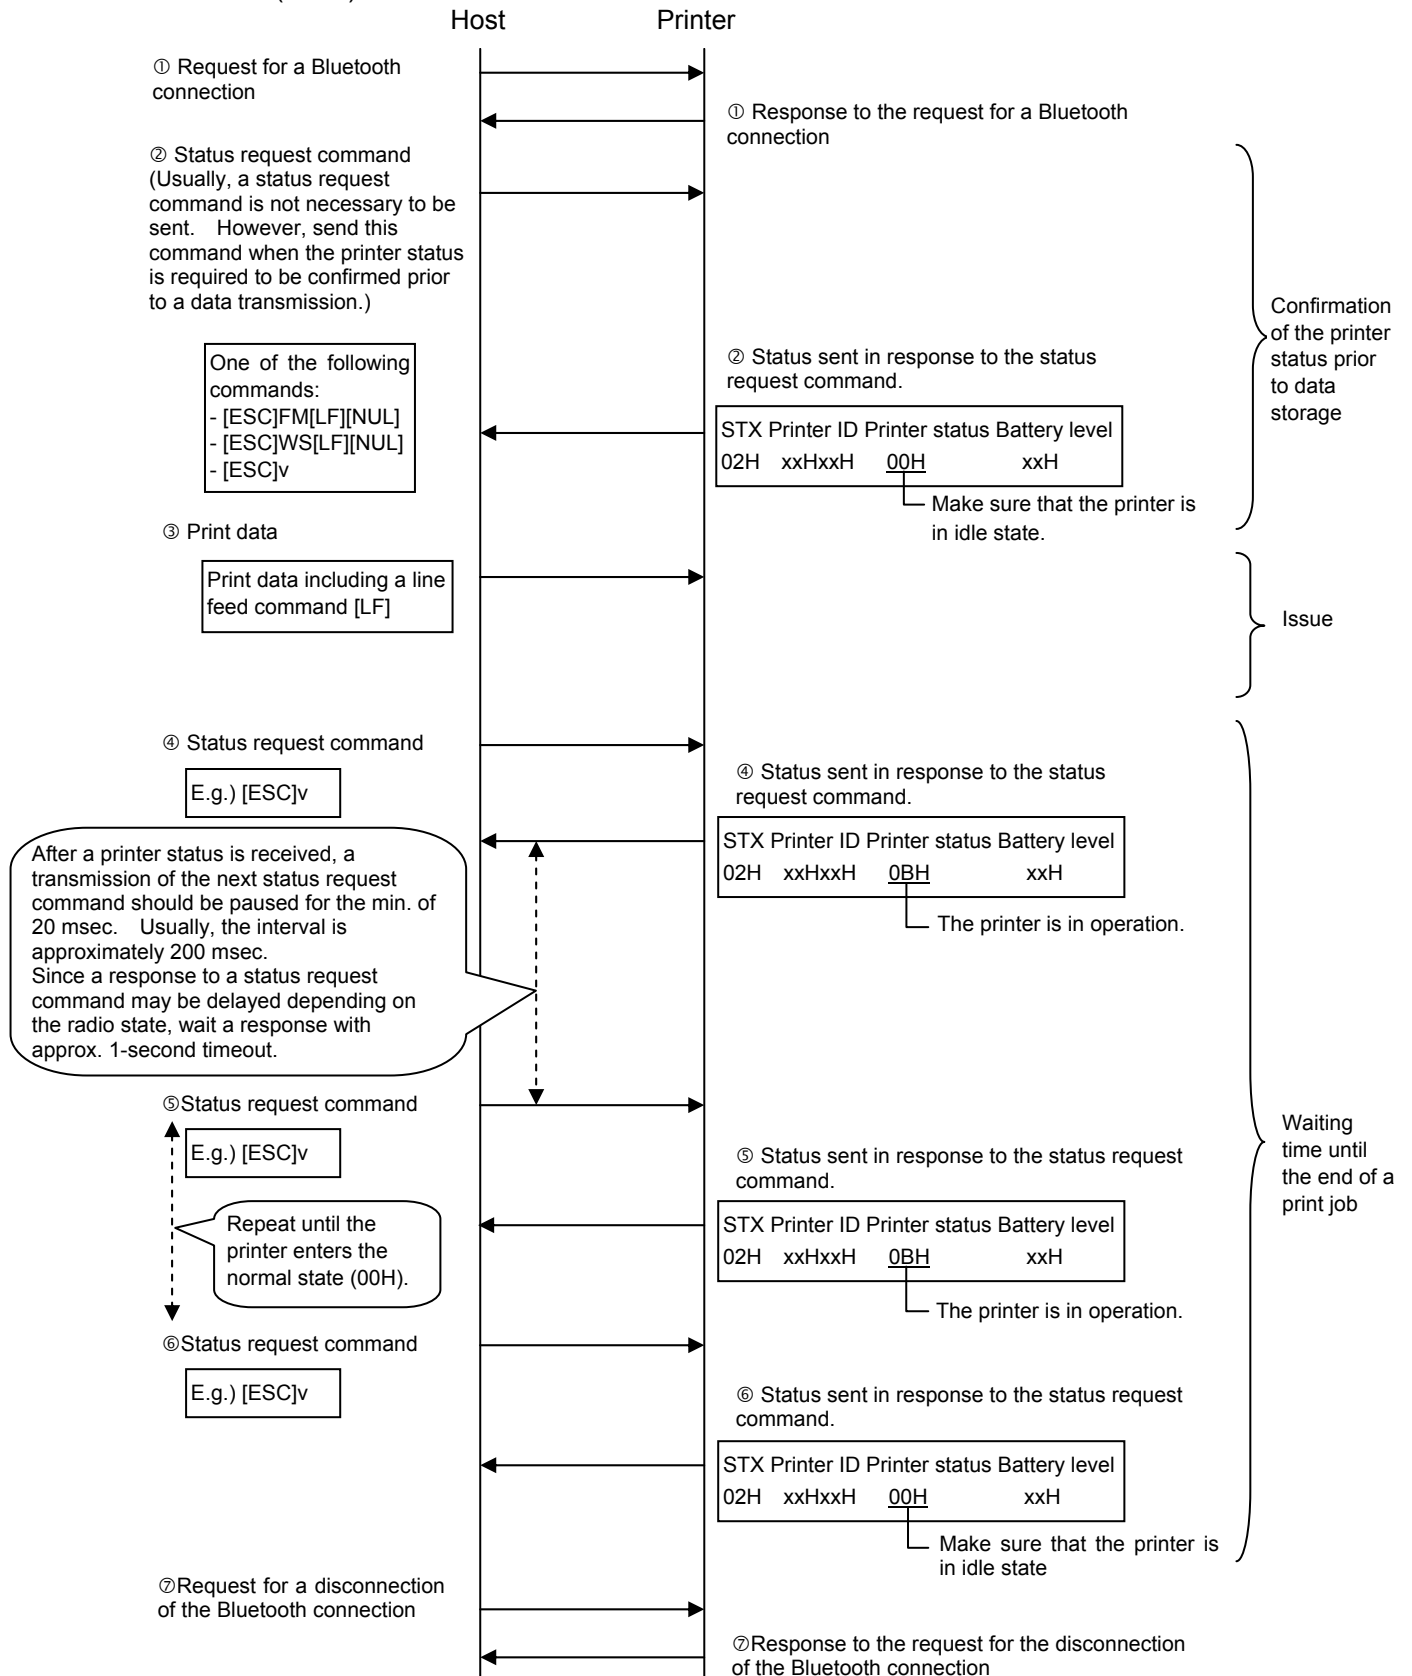 Host Printer
① Request for a Bluetooth
connection
① Response to the request for a Bluetooth
connection
② Status request command
(Usually, a status request
command is not necessary to be
sent. However, send this
command when the printer status
is required to be confirmed prior
to a data transmission.)
One of the following
commands:
- [ESC]FM[LF][NUL]
- [ESC]WS[LF][NUL]
- [ESC]v
② Status sent in response to the status
request command.
STX Printer ID Printer status Battery level
02H xxHxxH 00H xxH
Make sure that the printer is
in idle state.
Confirmation
of the printer
status prior
to data
storage
③ Print data
Print data including a line
feed command [LF]
Issue
④ Status request command
E.g.) [ESC]v
④ Status sent in response to the status
request command.
STX Printer ID Printer status Battery level
02H xxHxxH 0BH xxH
The printer is in operation.
After a printer status is received, a
transmission of the next status request
command should be paused for the min. of
20 msec. Usually, the interval is
approximately 200 msec.
Since a response to a status request
command may be delayed depending on
the radio state, wait a response with
approx. 1-second timeout.
⑤Status request command
E.g.) [ESC]v
⑤ Status sent in response to the status request
command.
STX Printer ID Printer status Battery level
02H xxHxxH 0BH xxH
The printer is in operation.
Repeat until the
printer enters the
normal state (00H).
Waiting
time until
the end of a
print job
⑥Status request command
E.g.) [ESC]v
⑥ Status sent in response to the status request
command.
STX Printer ID Printer status Battery level
02H xxHxxH 00H xxH
Make sure that the printer is
in idle state
⑦Request for a disconnection
of the Bluetooth connection
⑦Response to the request for the disconnection
of the Bluetooth connection